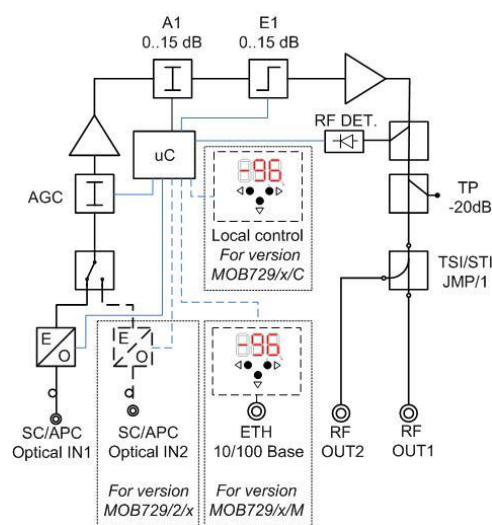 A1
0..15 dB
E1
0..15 dB
RF DET.
uC
-96
AGC
TP
-20dB
Local control
For version
MOB729/x/C
TSI/STI
JMP/1
E
O
E
O
-96
SC/APC
Optical IN1
SC/APC
Optical IN2
ETH
10/100 Base
RF
OUT2
RF
OUT1
For version
MOB729/2/x
For version
MOB729/x/M